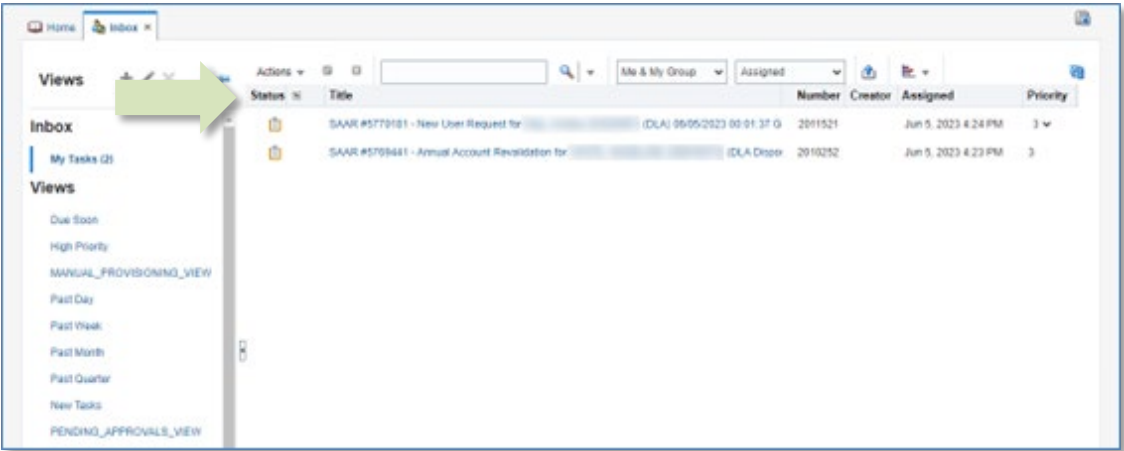 Home Inbox
Views
Actions Me & My Group Assigned
Status Title Number Creator Assigned Priority
Inbox
SAAR #5770181 - New User Request for (DLA) 06/05/2023 00:01:37 G 2011521 Jun 5, 2023 4:24 PM 3
My Tasks (2)
SAAR #5769441 - Annual Account Revalidation for (DLA Dispor 2010252 Jun 5, 2023 4:23 PM 3
Views
Due Soon
High Priority
MANUAL_PROVISIONING_VIEW
Past Day
Past Week
Past Month
Past Quarter
New Tasks
PENDING_APPROVALS_VIEW